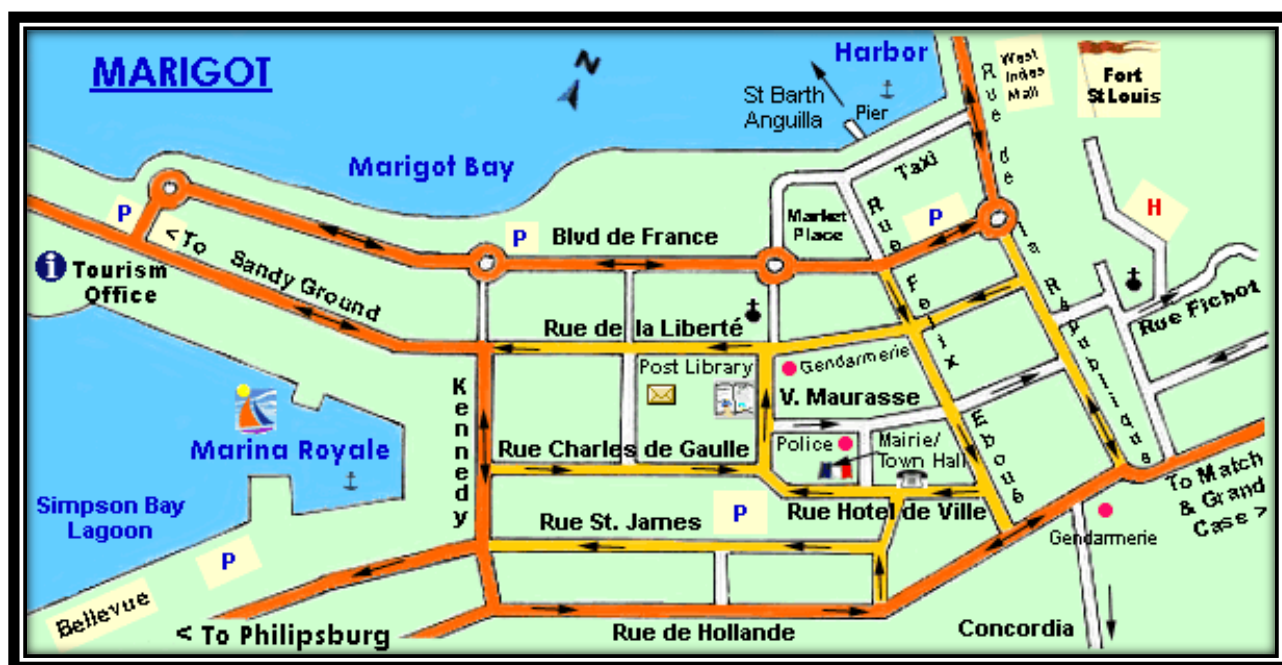 MARIGOT
N
Harbor
St Barth
Anguilla
Pier
West
Indies
Mall
Fort
St Louis
Marigot Bay
Taxi
Rue de la République
P
P
P
H
Market
Place
Blvd de France
Rue Felix Eboué
< To Sandy Ground
i Tourism
Office
Rue de la Liberté
Rue Fichot
Post Library
Gendarmerie
V. Maurasse
Kennedy
Marina Royale
Rue Charles de Gaulle
Police
Mairie/
Town Hall
Simpson Bay
Lagoon
P
Rue St. James
P
Rue Hotel de Ville
To Match
& Grand
Case >
Gendarmerie
Bellevue
< To Philipsburg
Rue de Hollande
Concordia